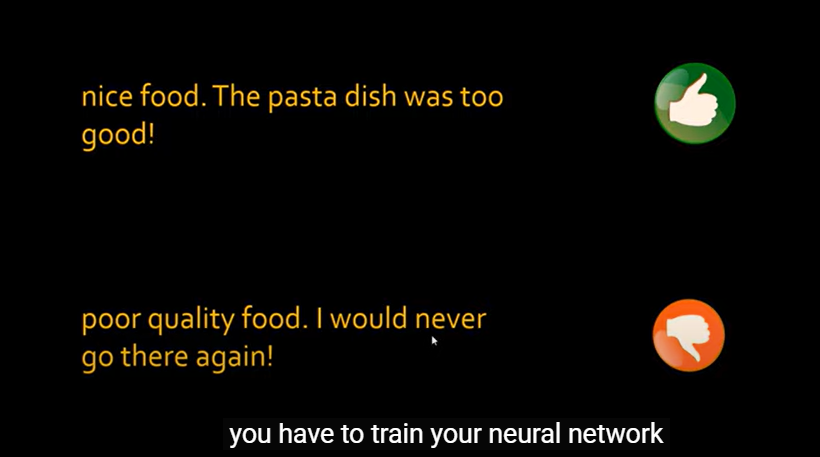 nice food. The pasta dish was too
good!
poor quality food. I would never
go there again!
you have to train your neural network